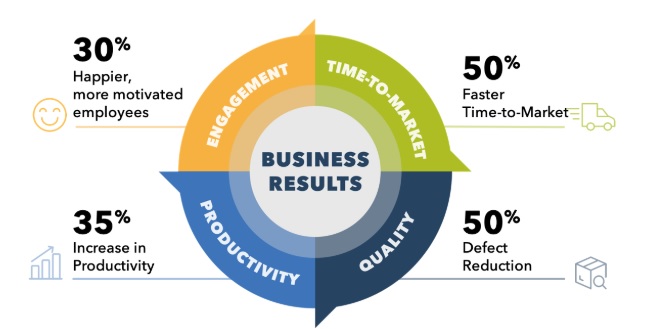 30%
Happier,
more motivated
employees
ENGAGEMENT
TIME-TO-MARKET
50%
Faster
Time-to-Market
BUSINESS
RESULTS
35%
Increase in
Productivity
PRODUCTIVITY
QUALITY
50%
Defect
Reduction